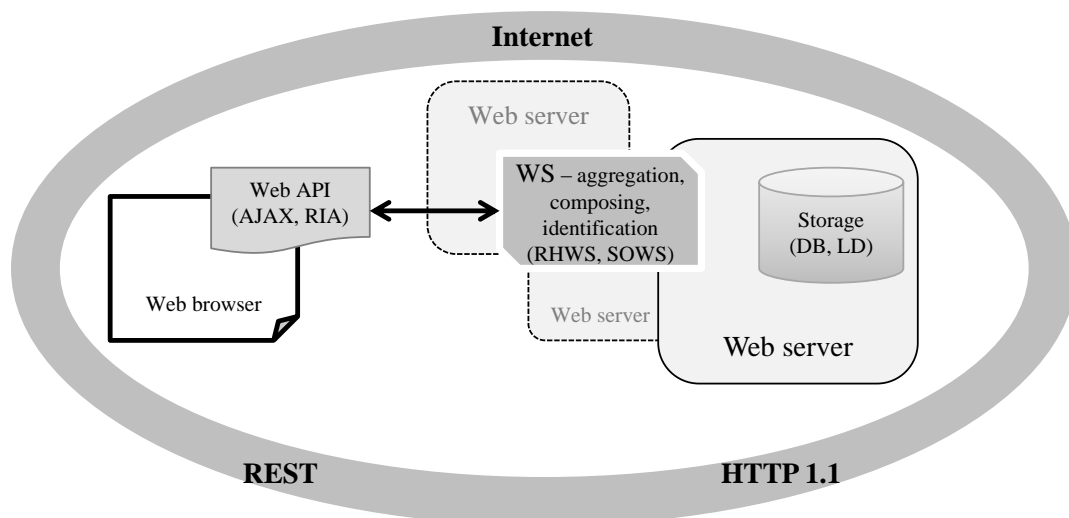 Internet
Web server
Web API
(AJAX, RIA)
WS – aggregation,
composing,
identification
(RHWS, SOWS)
Storage
(DB, LD)
Web browser
Web server
Web server
REST
HTTP 1.1